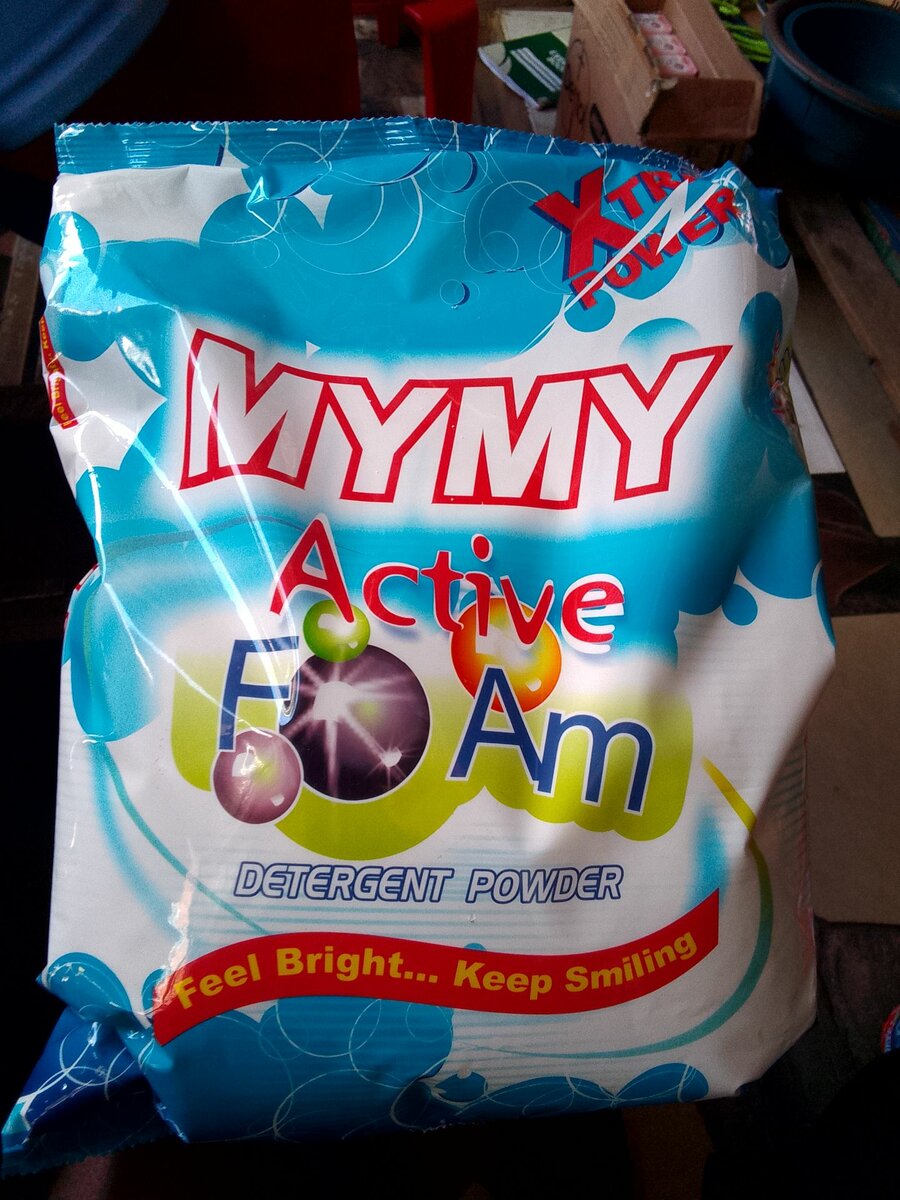 XTRA
POWER
MYMY
Active
FOAm
DETERGENT POWDER
Feel Bright... Keep Smiling